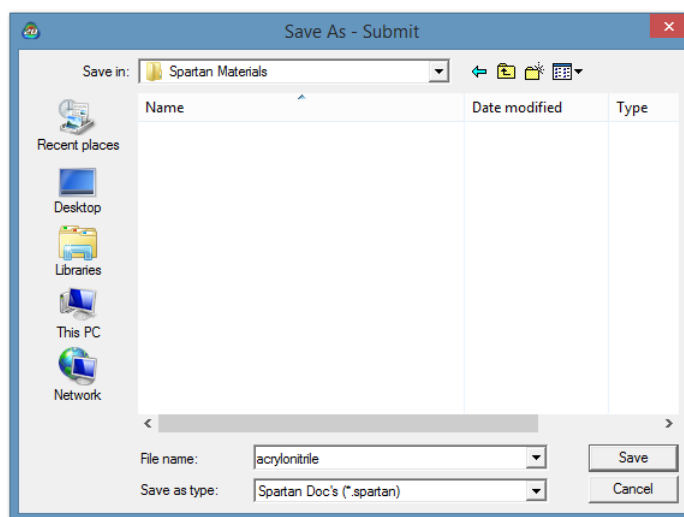 Save As - Submit
Save in: Spartan Materials
Name Date modified Type
Recent places
Desktop
Libraries
This PC
Network
File name: acrylonitrile Save
Save as type: Spartan Doc's (*.spartan) Cancel